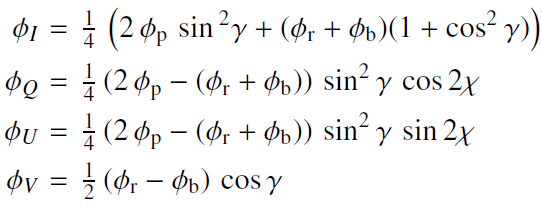 ϕ_I = 1/4 (2 ϕ_p sin²γ + (ϕ_r + ϕ_b)(1 + cos² γ))
ϕ_Q = 1/4 (2 ϕ_p − (ϕ_r + ϕ_b)) sin² γ cos 2χ
ϕ_U = 1/4 (2 ϕ_p − (ϕ_r + ϕ_b)) sin² γ sin 2χ
ϕ_V = 1/2 (ϕ_r − ϕ_b) cos γ